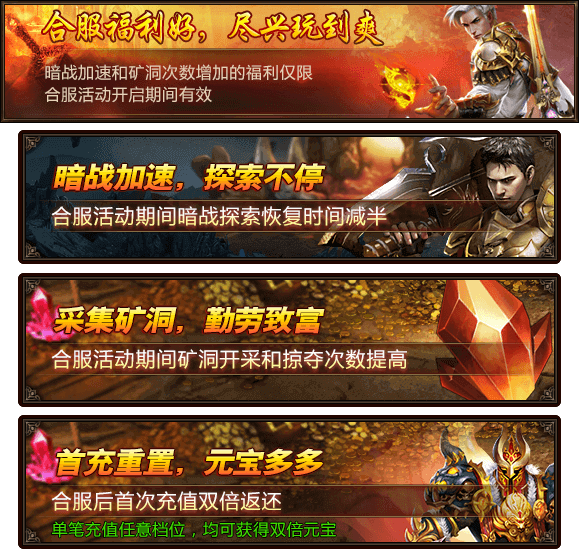 合服福利好，尽兴玩到爽
暗战加速和矿洞次数增加的福利仅限
合服活动开启期间有效
暗战加速，探索不停
合服活动期间暗战探索恢复时间减半
采集矿洞，勤劳致富
合服活动期间矿洞开采和掠夺次数提高
首充重置，元宝多多
合服后首次充值双倍返还
单笔充值任意档位，均可获得双倍元宝